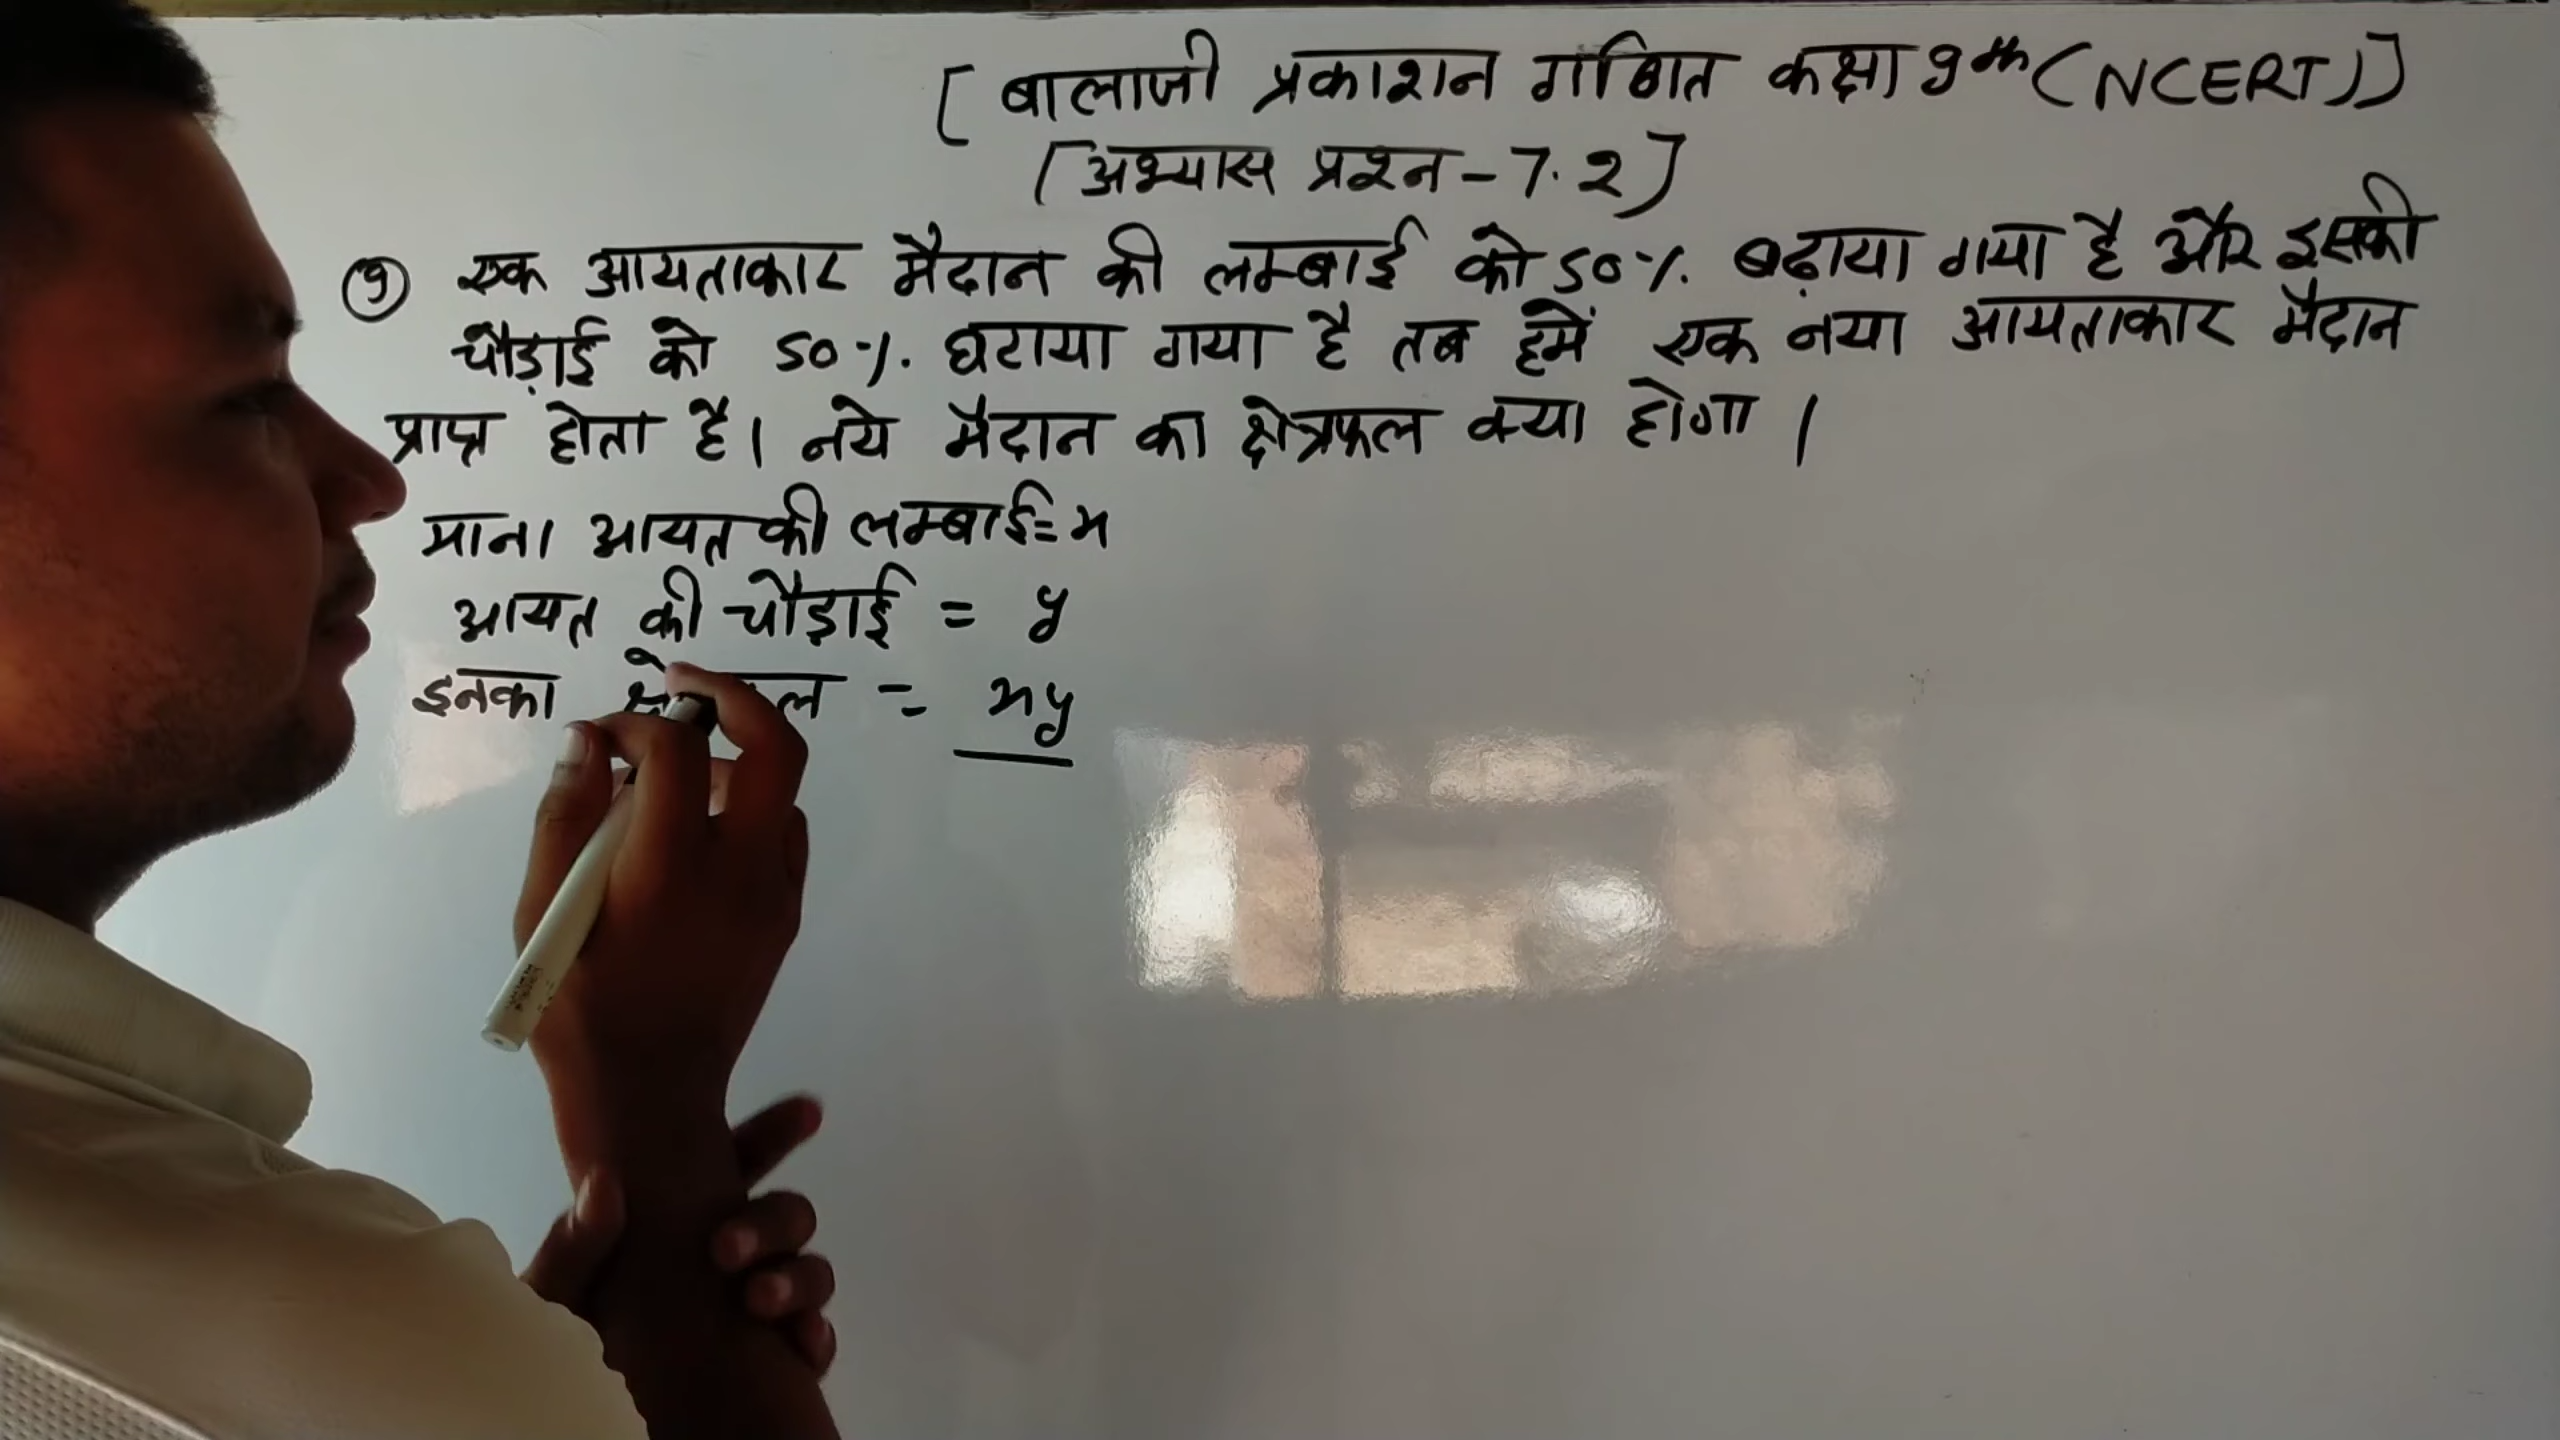 [ बालाजी प्रकाशन गणित कक्षा 9th (NCERT)]
[अभ्यास प्रश्न - 7.2]
(9) एक आयताकार मैदान की लम्बाई को 50%. बढ़ाया गया है और इसकी
चौड़ाई को 50%. घटाया गया है तब हमें एक नया आयताकार मैदान
प्राप्त होता है। नये मैदान का क्षेत्रफल क्या होगा ।
माना आयत की लम्बाई = x
आयत की चौड़ाई = y
इनका = xy